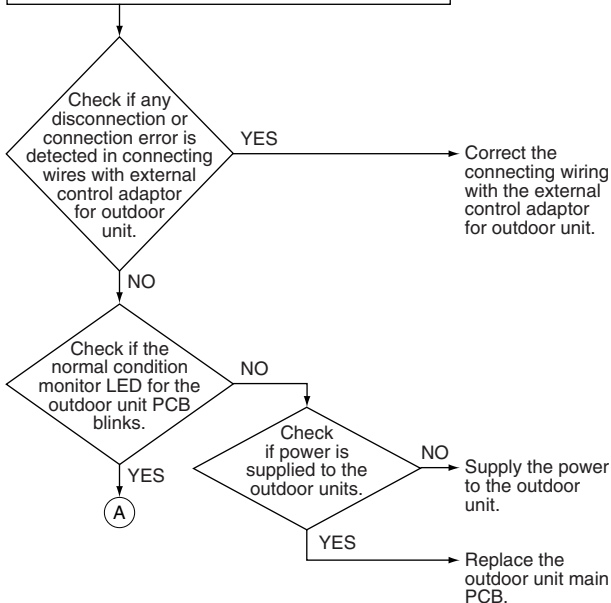 Check if any
disconnection or
connection error is
detected in connecting
wires with external
control adaptor
for outdoor
unit.
YES
Correct the
connecting wiring
with the external
control adaptor
for outdoor unit.
NO
Check if the
normal condition
monitor LED for the
outdoor unit PCB
blinks.
NO
YES
A
Check
if power is
supplied to the
outdoor units.
NO
Supply the power
to the outdoor
unit.
YES
Replace the
outdoor unit main
PCB.